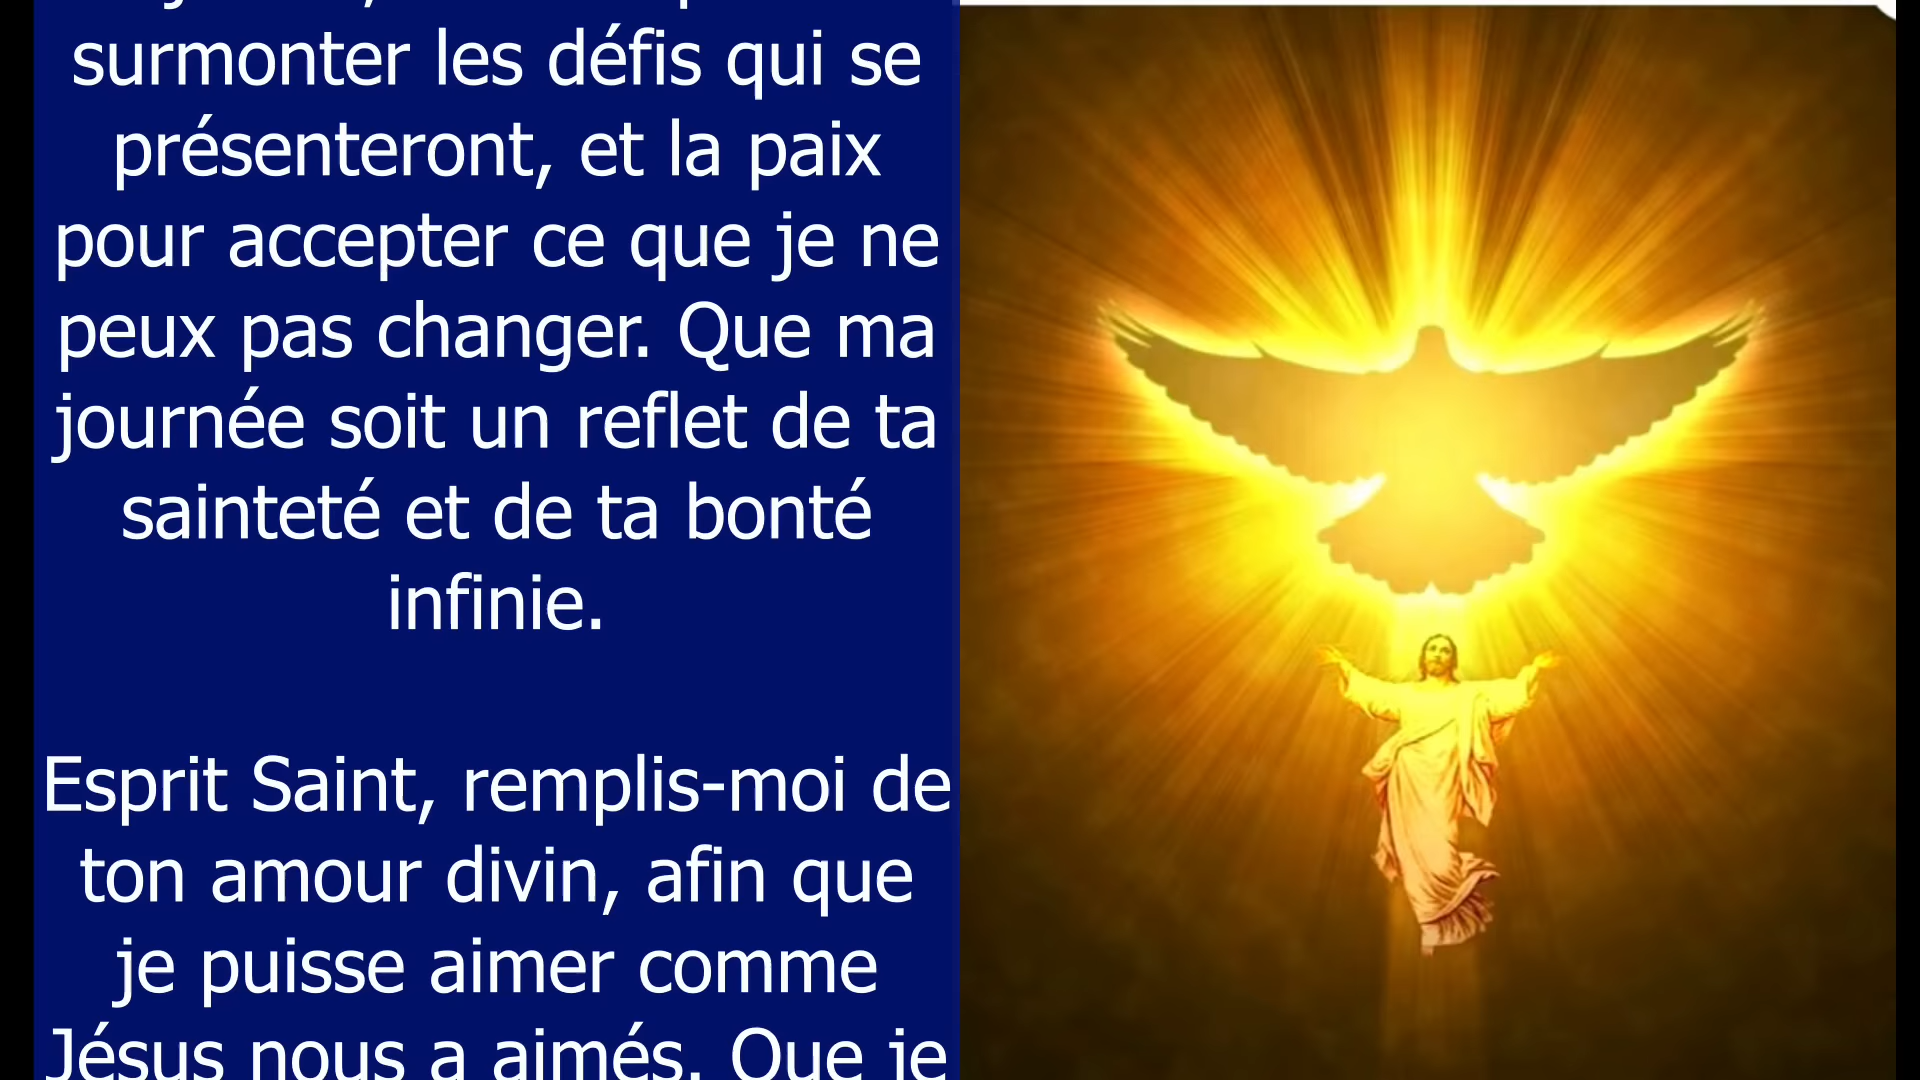 surmonter les défis qui se
présenteront, et la paix
pour accepter ce que je ne
peux pas changer. Que ma
journée soit un reflet de ta
sainteté et de ta bonté
infinie.
Esprit Saint, remplis-moi de
ton amour divin, afin que
je puisse aimer comme
Jésus nous a aimés. Que je